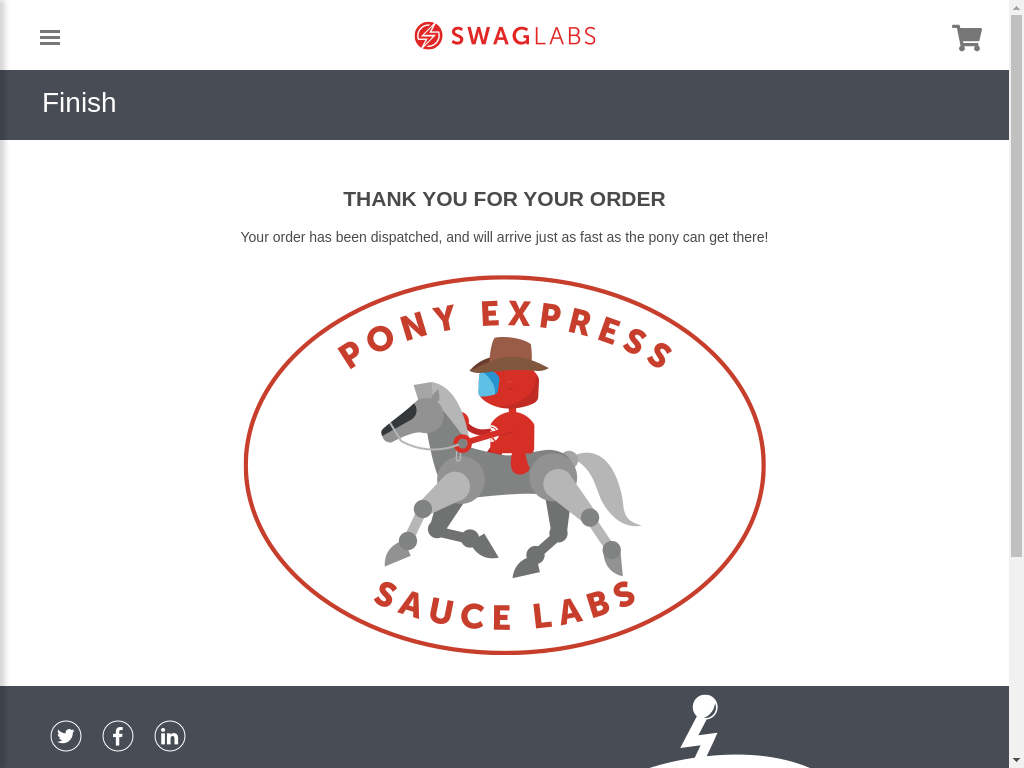 SWAGLABS
Finish
THANK YOU FOR YOUR ORDER
Your order has been dispatched, and will arrive just as fast as the pony can get there!
PONY EXPRESS
SAUCE LABS